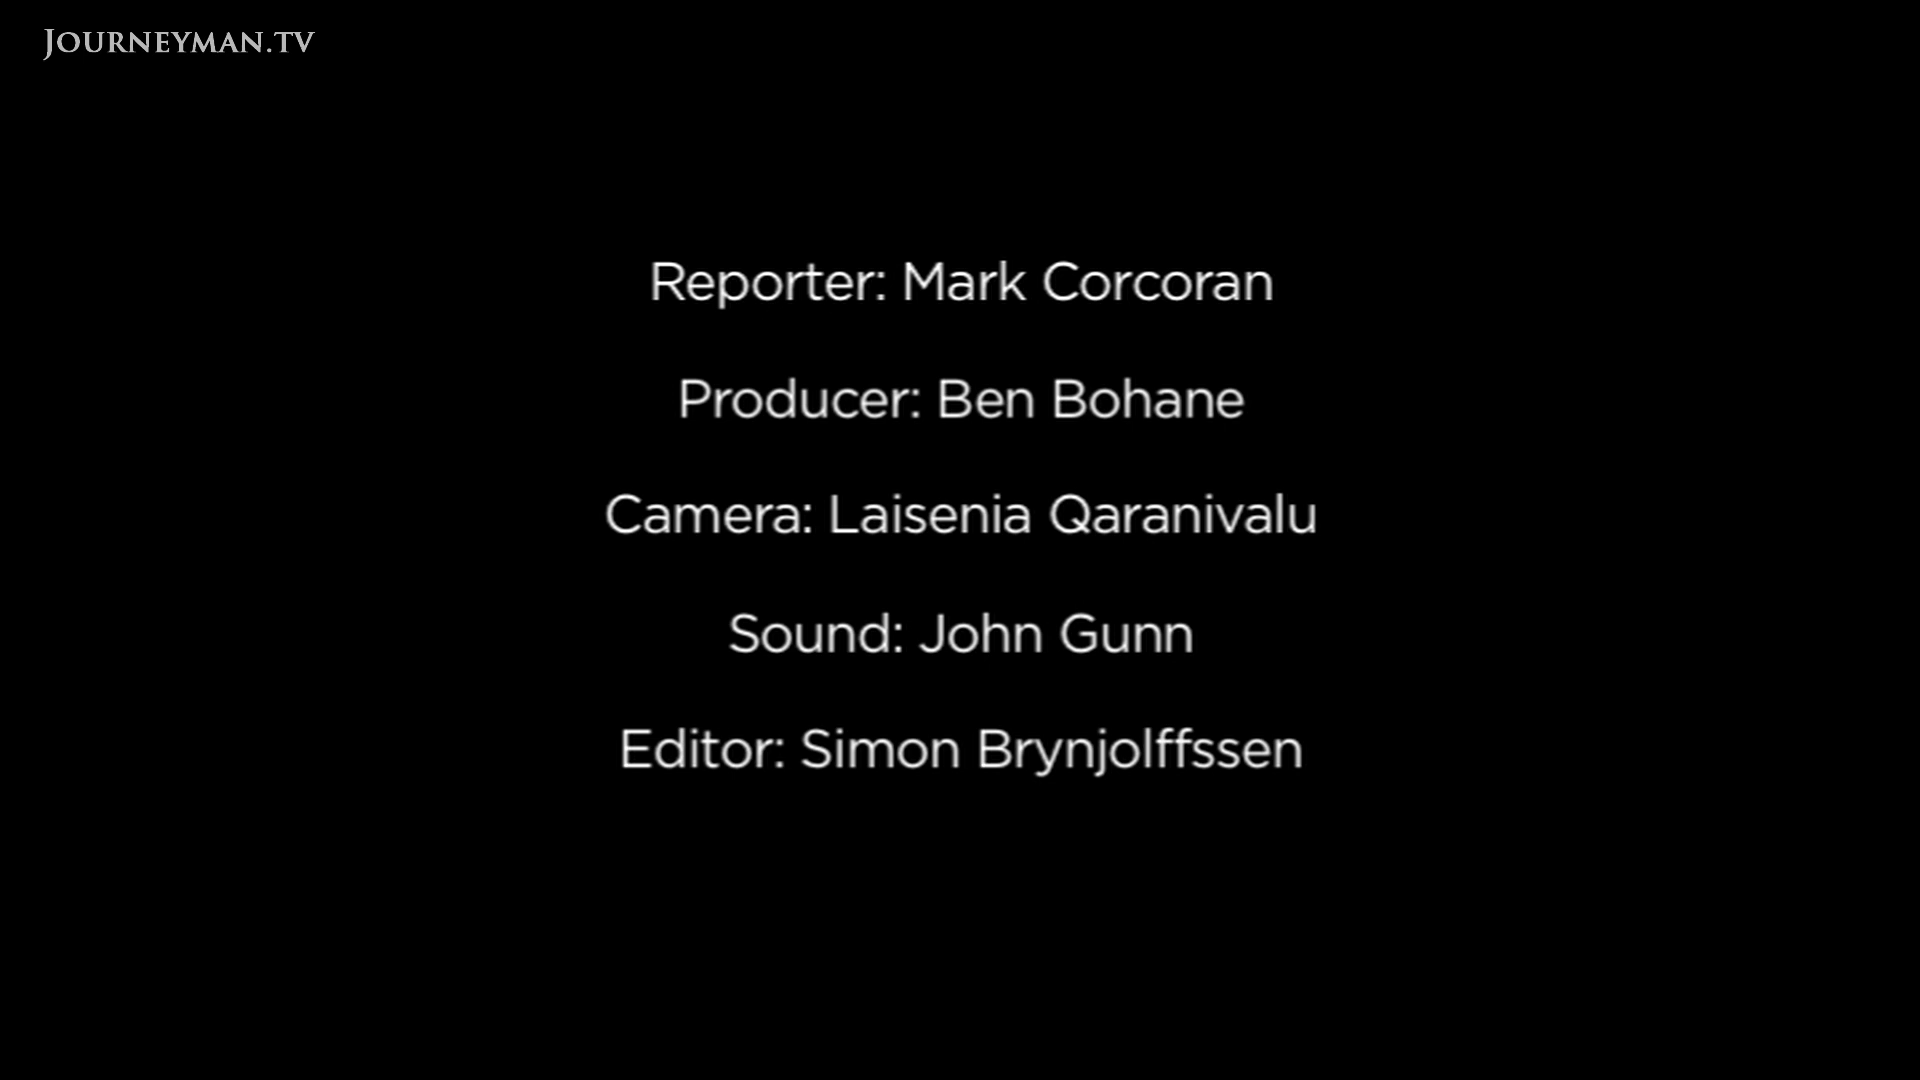 JOURNEYMAN.TV
Reporter: Mark Corcoran
Producer: Ben Bohane
Camera: Laisenia Qaranivalu
Sound: John Gunn
Editor: Simon Brynjolffssen